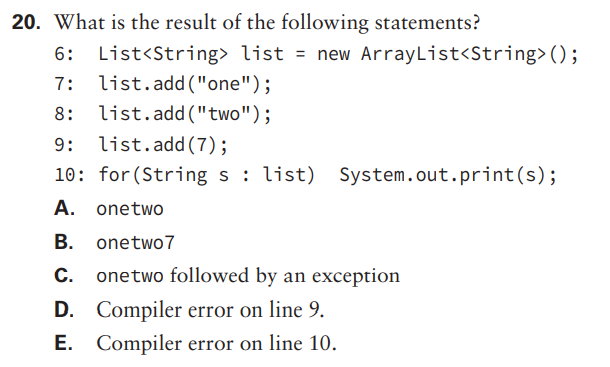 20. What is the result of the following statements?
6: List<String> list = new ArrayList<String>();
7: list.add("one");
8: list.add("two");
9: list.add(7);
10: for(String s : list) System.out.print(s);
A. onetwo
B. onetwo7
C. onetwo followed by an exception
D. Compiler error on line 9.
E. Compiler error on line 10.